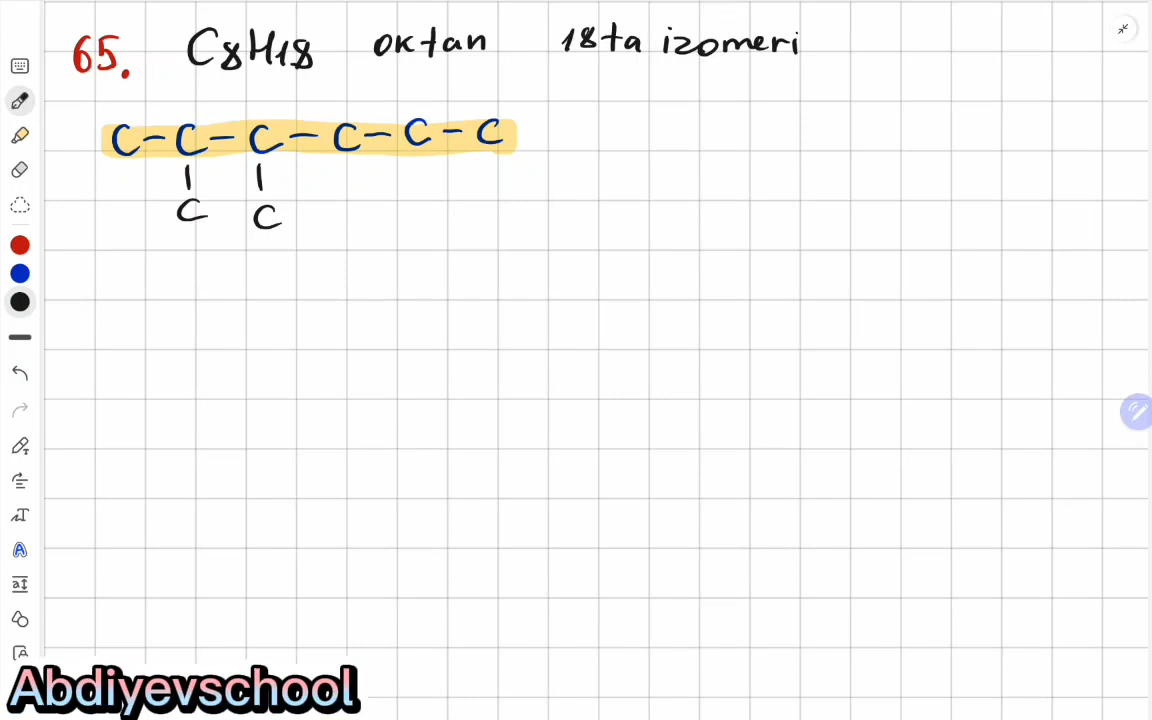 65. C8H18 oktan 18ta izomeri
C-C-C-C-C-C
| |
C C
Abdiyevschool